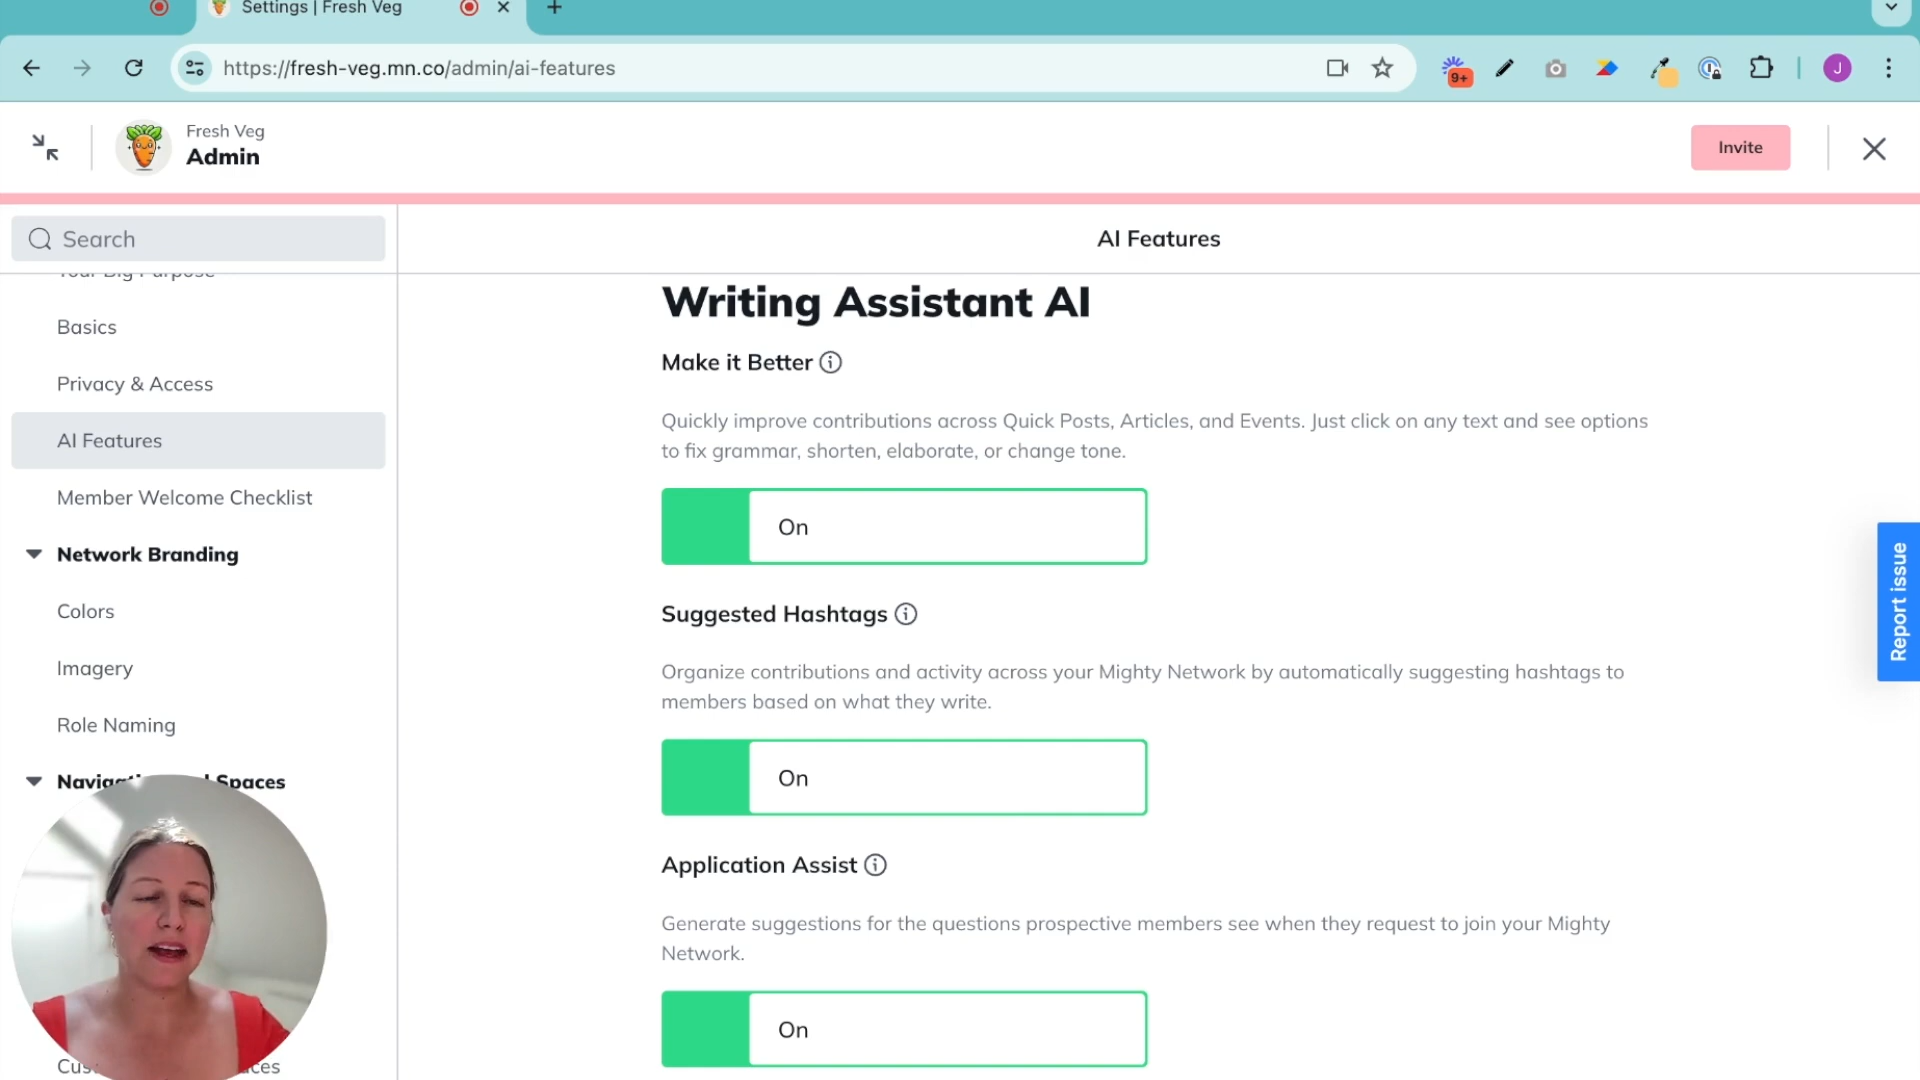 Settings | Fresh Veg
https://fresh-veg.mn.co/admin/ai-features
9+
J
Fresh Veg
Admin
Invite
Search
AI Features
Your Big Purpose
Basics
Privacy & Access
AI Features
Member Welcome Checklist
Network Branding
Colors
Imagery
Role Naming
Spaces
Writing Assistant AI
Make it Better
Quickly improve contributions across Quick Posts, Articles, and Events. Just click on any text and see options
to fix grammar, shorten, elaborate, or change tone.
On
Suggested Hashtags
Organize contributions and activity across your Mighty Network by automatically suggesting hashtags to
members based on what they write.
On
Application Assist
Generate suggestions for the questions prospective members see when they request to join your Mighty
Network.
On
Report issue